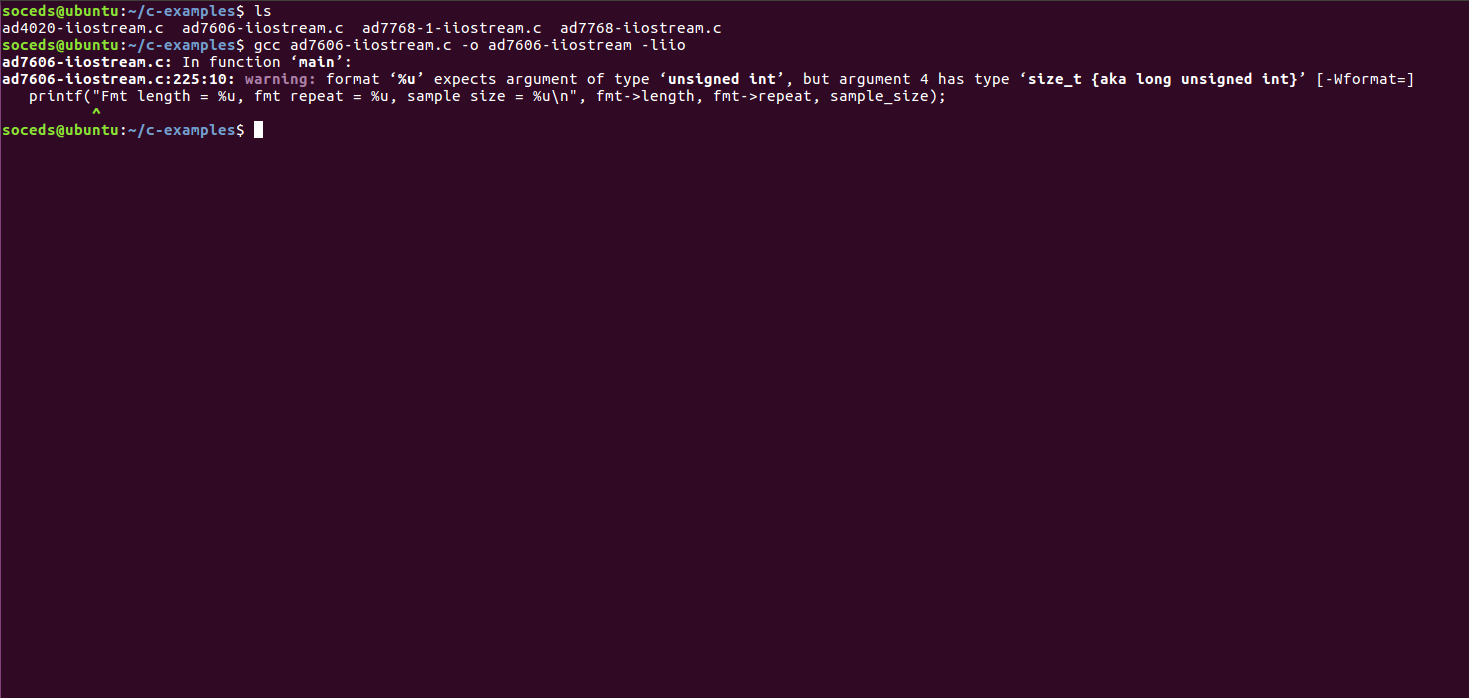 soceds@ubuntu:~/c-examples$ ls
ad4020-iiostream.c  ad7606-iiostream.c  ad7768-1-iiostream.c  ad7768-iiostream.c
soceds@ubuntu:~/c-examples$ gcc ad7606-iiostream.c -o ad7606-iiostream -liio
ad7606-iiostream.c: In function ‘main’:
ad7606-iiostream.c:225:10: warning: format ‘%u’ expects argument of type ‘unsigned int’, but argument 4 has type ‘size_t {aka long unsigned int}’ [-Wformat=]
   printf("Fmt length = %u, fmt repeat = %u, sample size = %u\n", fmt->length, fmt->repeat, sample_size);
          ^
soceds@ubuntu:~/c-examples$